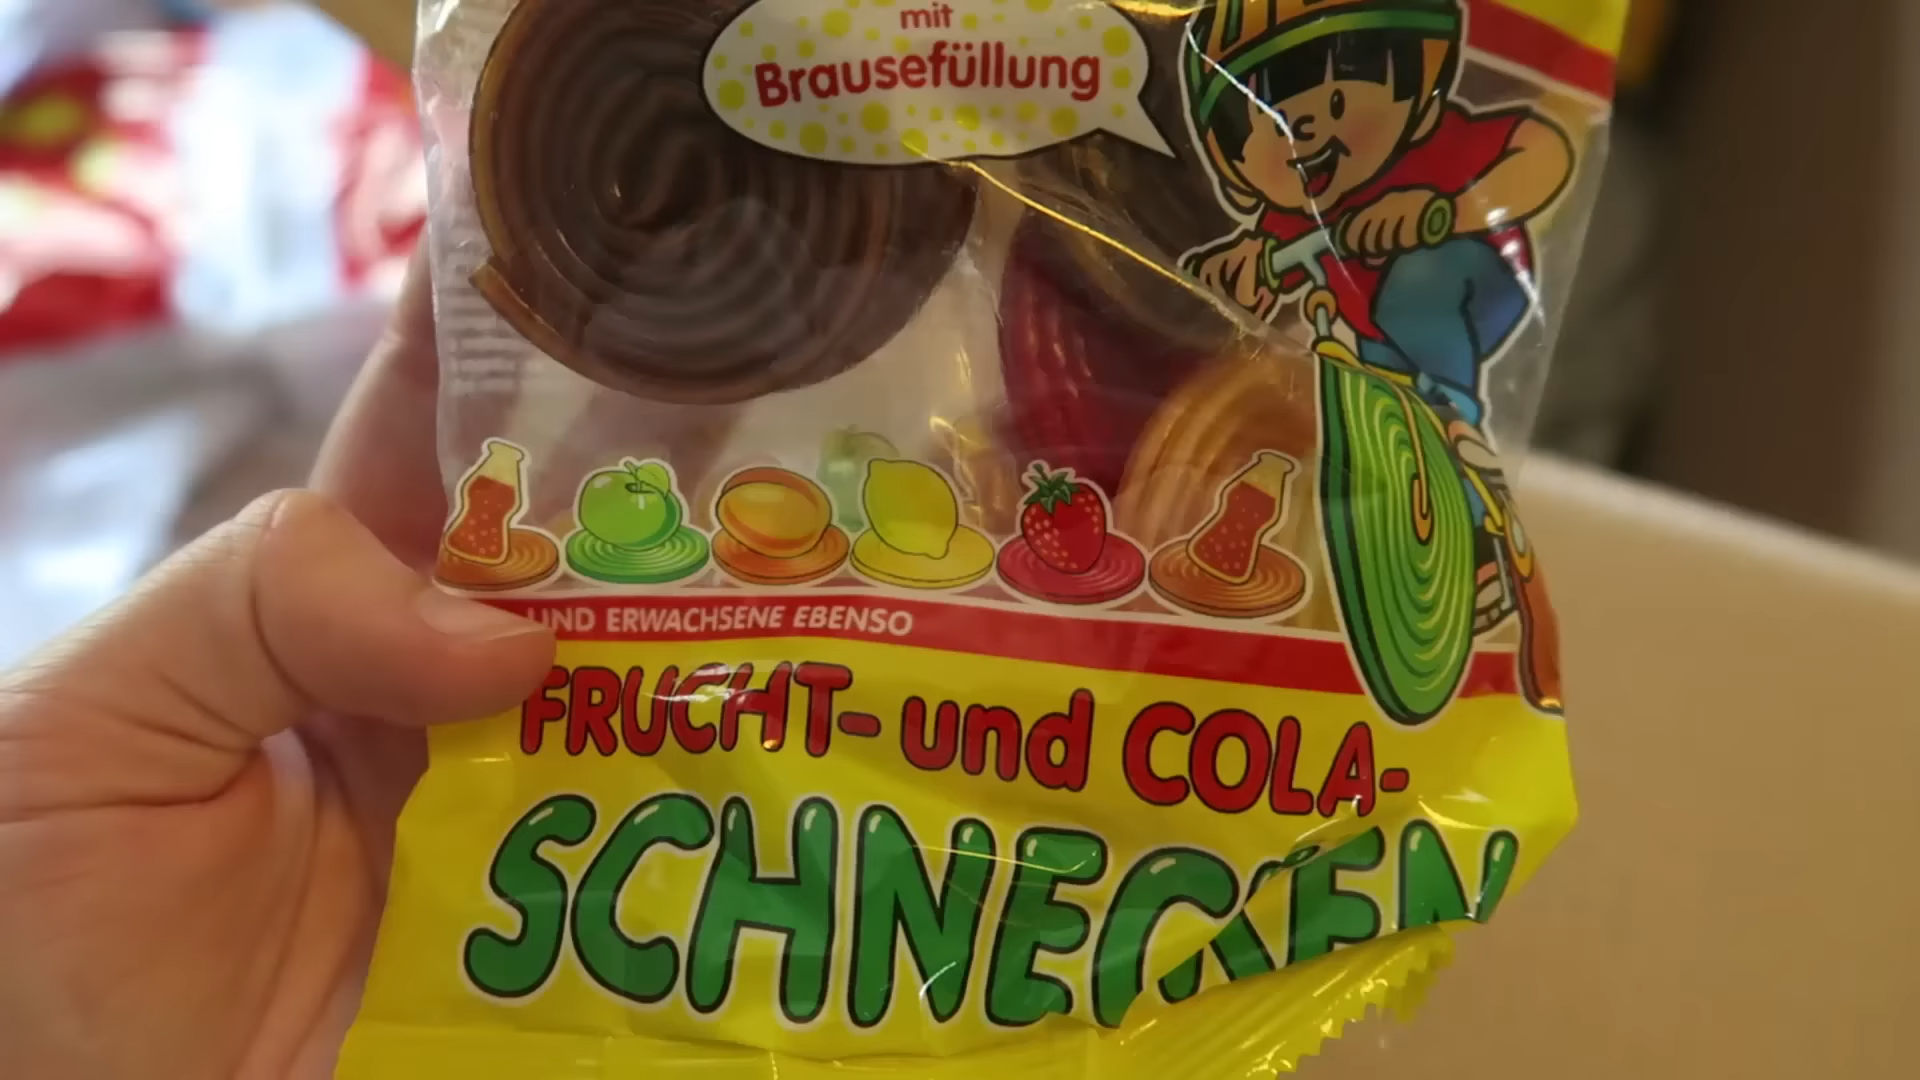 mit
Brausefüllung
UND ERWACHSENE EBENSO
FRUCHT- und COLA-
SCHNECKEN